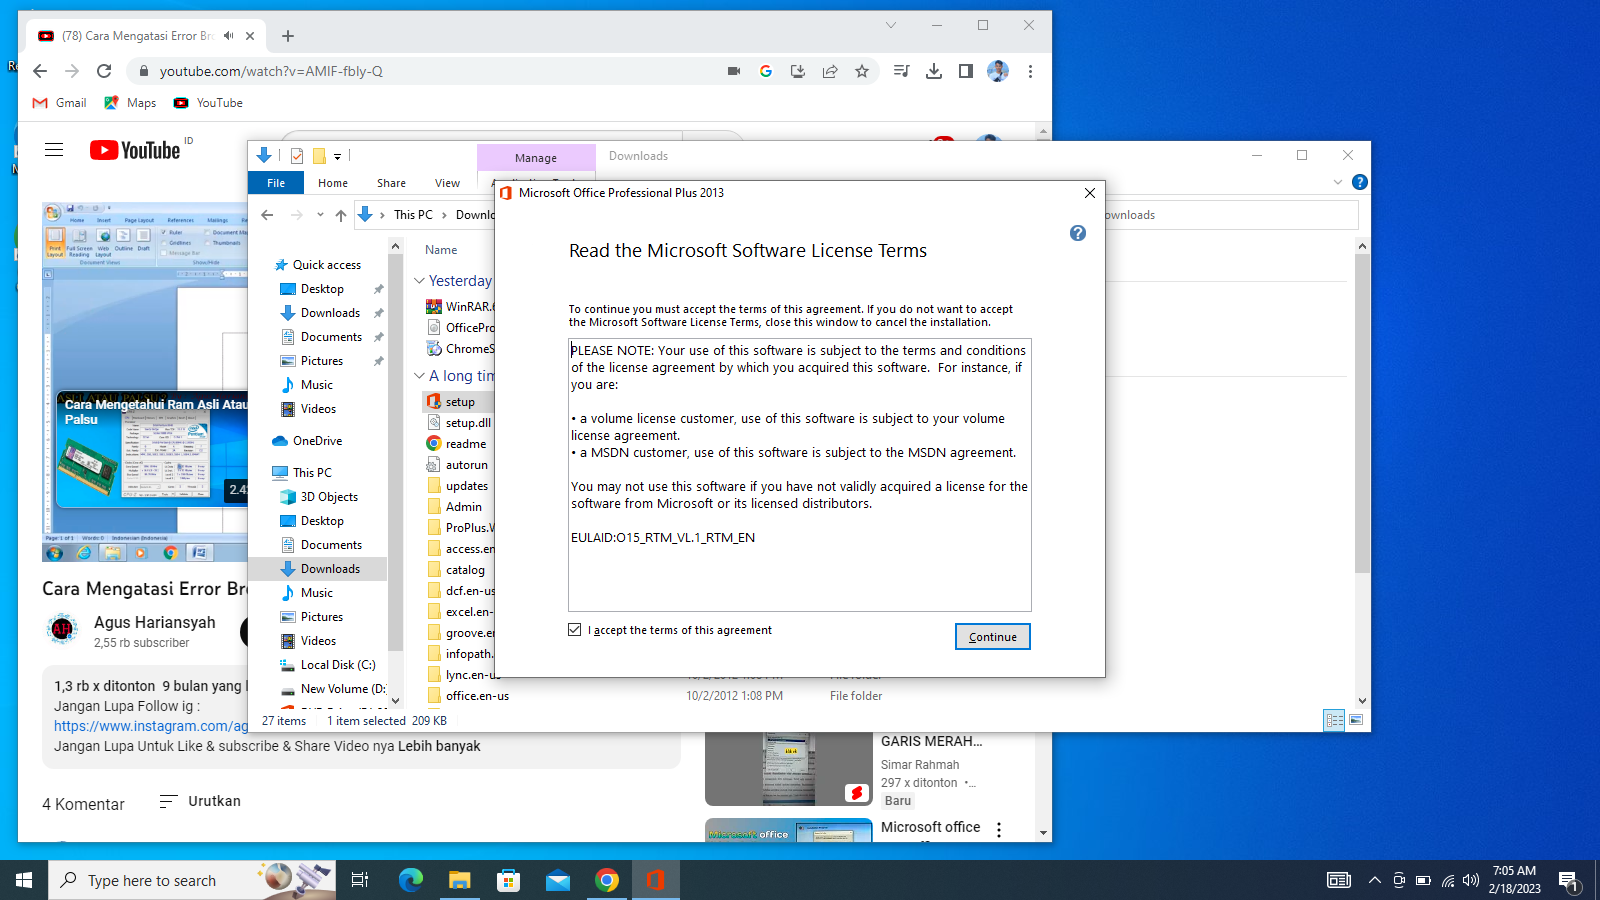 (78) Cara Mengatasi Error Br
youtube.com/watch?v=AMIF-fbIy-Q
Gmail
Maps
YouTube
YouTube ID
Cara Mengetahui Ram Asli Atau
Palsu
Cara Mengatasi Error Br
Agus Hariansyah
2,55 rb subscriber
1,3 rb x ditonton  9 bulan yang l
Jangan Lupa Follow ig :
https://www.instagram.com/ag
Jangan Lupa Untuk Like & subscribe & Share Video nya Lebih banyak
4 Komentar
Urutkan
GARIS MERAH...
Simar Rahmah
297 x ditonton •...
Baru
Microsoft office
Microsoft office
Manage
Downloads
File
Home
Share
View
This PC
Downlo
ownloads
Quick access
Desktop
Downloads
Documents
Pictures
Music
Videos
OneDrive
This PC
3D Objects
Desktop
Documents
Downloads
Music
Pictures
Videos
Local Disk (C:)
New Volume (D:
Name
Yesterday
WinRAR.
OfficePro
ChromeS
A long tim
setup
setup.dll
readme
autorun
updates
Admin
ProPlus.W
access.en
catalog
dcf.en-us
excel.en-
groove.en
infopath.
lync.en-us
office.en-us
10/2/2012 1:08 PM
File folder
27 items
1 item selected  209 KB
Microsoft Office Professional Plus 2013
Read the Microsoft Software License Terms
To continue you must accept the terms of this agreement. If you do not want to accept
the Microsoft Software License Terms, close this window to cancel the installation.
PLEASE NOTE: Your use of this software is subject to the terms and conditions
of the license agreement by which you acquired this software.  For instance, if
you are:
• a volume license customer, use of this software is subject to your volume
license agreement.
• a MSDN customer, use of this software is subject to the MSDN agreement.
You may not use this software if you have not validly acquired a license for the
software from Microsoft or its licensed distributors.
EULAID:O15_RTM_VL.1_RTM_EN
I accept the terms of this agreement
Continue
Type here to search
7:05 AM
2/18/2023
1